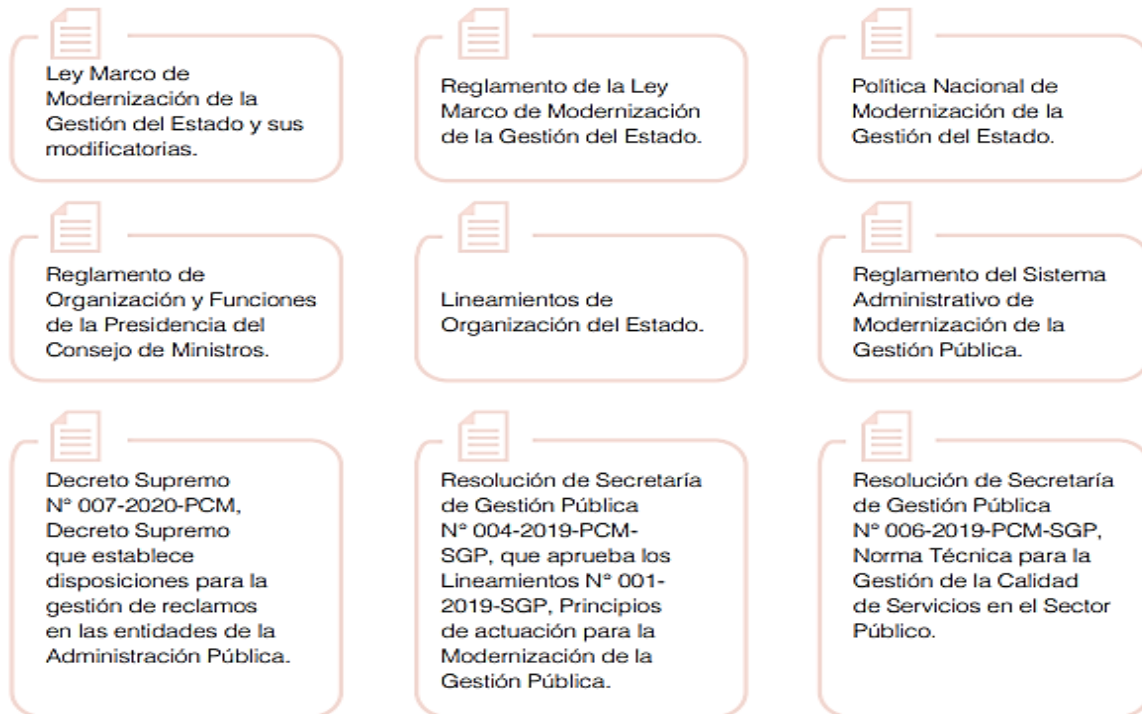 Ley Marco de
Modernización de la
Gestión del Estado y sus
modificatorias.
Reglamento de la Ley
Marco de Modernización
de la Gestión del Estado.
Política Nacional de
Modernización de la
Gestión del Estado.
Reglamento de
Organización y Funciones
de la Presidencia del
Consejo de Ministros.
Lineamientos de
Organización del Estado.
Reglamento del Sistema
Administrativo de
Modernización de la
Gestión Pública.
Decreto Supremo
N° 007-2020-PCM,
Decreto Supremo
que establece
disposiciones para la
gestión de reclamos
en las entidades de la
Administración Pública.
Resolución de Secretaría
de Gestión Pública
N° 004-2019-PCM-
SGP, que aprueba los
Lineamientos N° 001-
2019-SGP, Principios
de actuación para la
Modernización de la
Gestión Pública.
Resolución de Secretaría
de Gestión Pública
N° 006-2019-PCM-SGP,
Norma Técnica para la
Gestión de la Calidad
de Servicios en el Sector
Público.